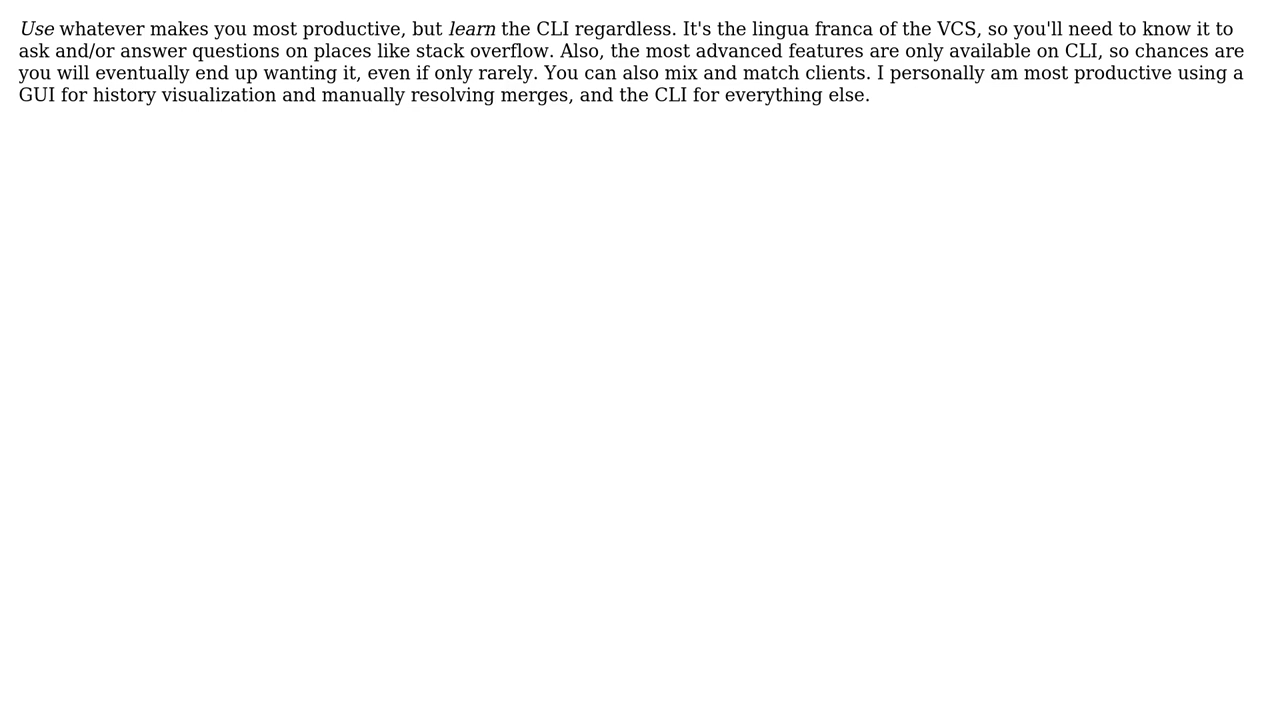 Use whatever makes you most productive, but learn the CLI regardless. It's the lingua franca of the VCS, so you'll need to know it to
ask and/or answer questions on places like stack overflow. Also, the most advanced features are only available on CLI, so chances are
you will eventually end up wanting it, even if only rarely. You can also mix and match clients. I personally am most productive using a
GUI for history visualization and manually resolving merges, and the CLI for everything else.